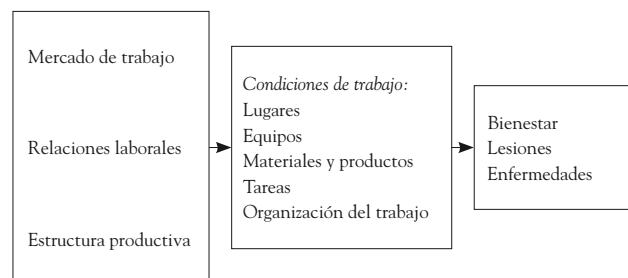 Mercado de trabajo
Relaciones laborales
Estructura productiva
Condiciones de trabajo:
Lugares
Equipos
Materiales y productos
Tareas
Organización del trabajo
Bienestar
Lesiones
Enfermedades